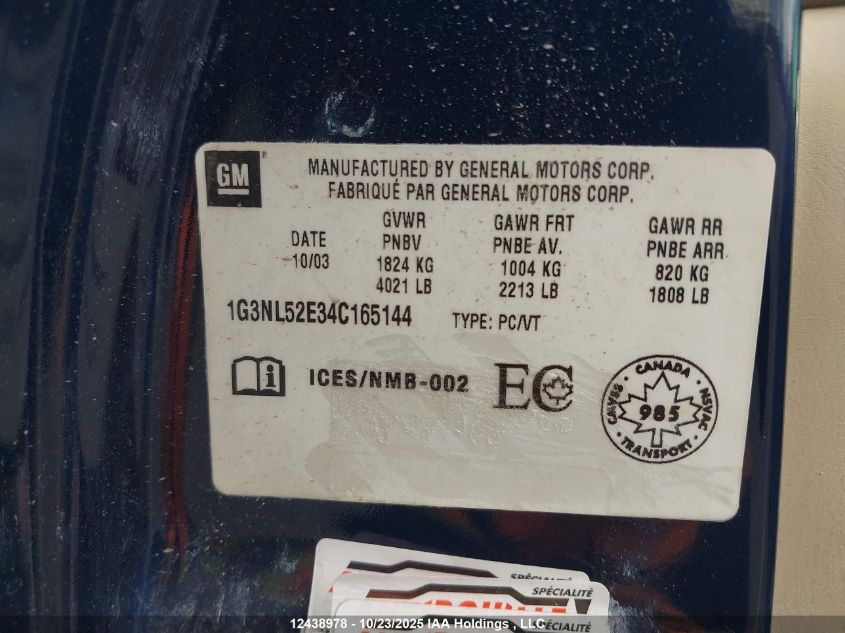 GM
MANUFACTURED BY GENERAL MOTORS CORP.
FABRIQUÉ PAR GENERAL MOTORS CORP.
DATE
10/03
GVWR
PNBV
1824 KG
4021 LB
GAWR FRT
PNBE AV.
1004 KG
2213 LB
GAWR RR
PNBE ARR
820 KG
1808 LB
1G3NL52E34C165144 TYPE: PC/VT
i ICES/NMB-002 EC
CANADA
CMVSS
985
NSVAC
TRANSPORT
SPÉCIALITÉ
SPÉCIALITÉ
SPÉCIALITÉ
12438978 - 10/23/2025 IAA Holdings, LLC